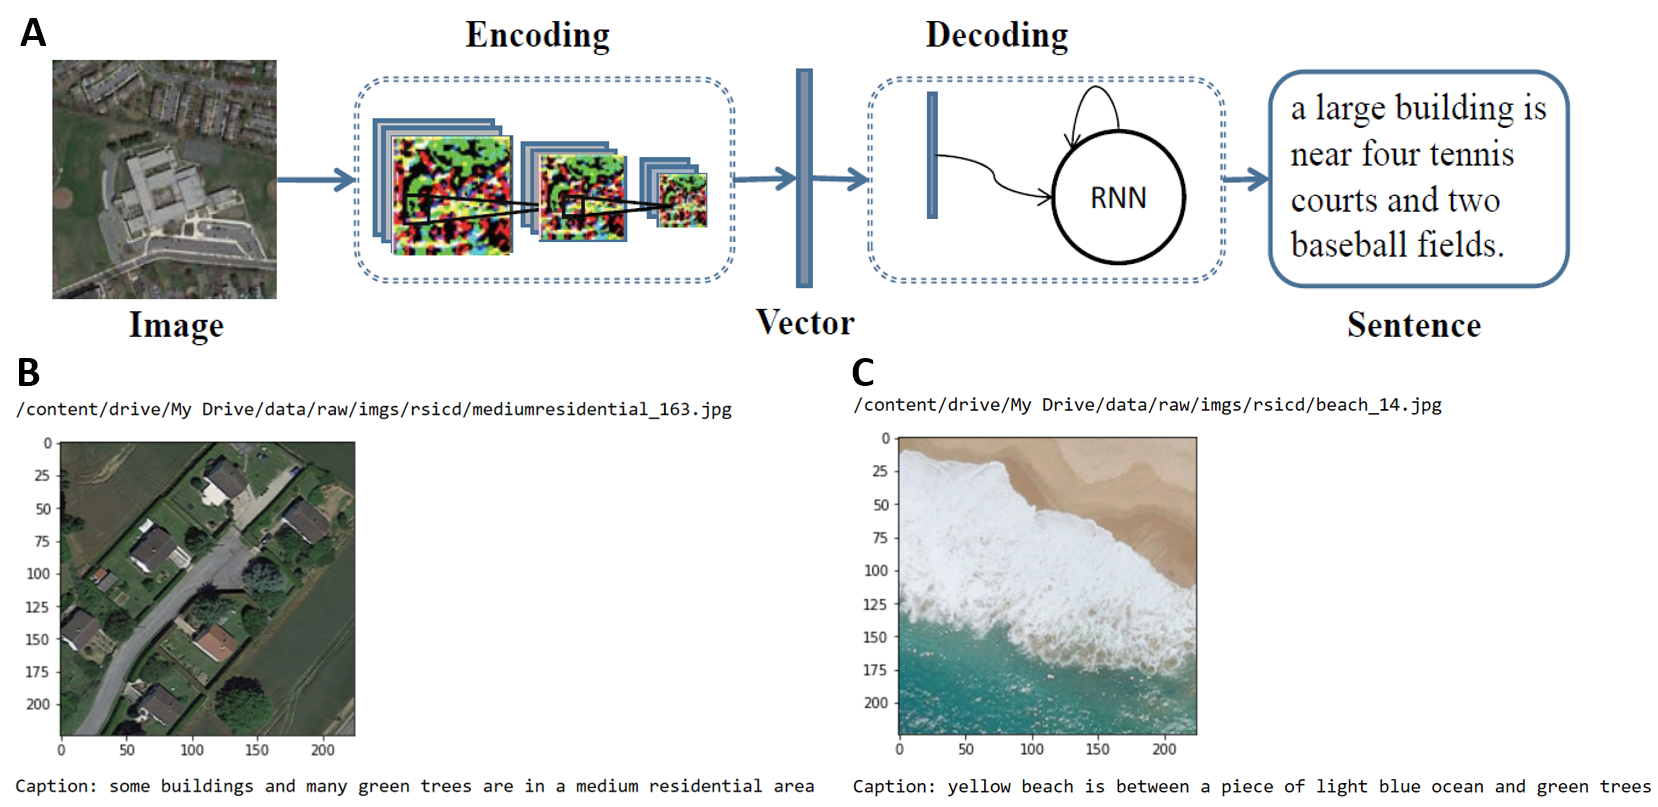 A
Encoding
Decoding
RNN
a large building is
near four tennis
courts and two
baseball fields.
Image
Vector
Sentence
B
/content/drive/My Drive/data/raw/imgs/rsicd/mediumresidential_163.jpg
0
25
50
75
100
125
150
175
200
0 50 100 150 200
Caption: some buildings and many green trees are in a medium residential area
C
/content/drive/My Drive/data/raw/imgs/rsicd/beach_14.jpg
0
25
50
75
100
125
150
175
200
0 50 100 150 200
Caption: yellow beach is between a piece of light blue ocean and green trees